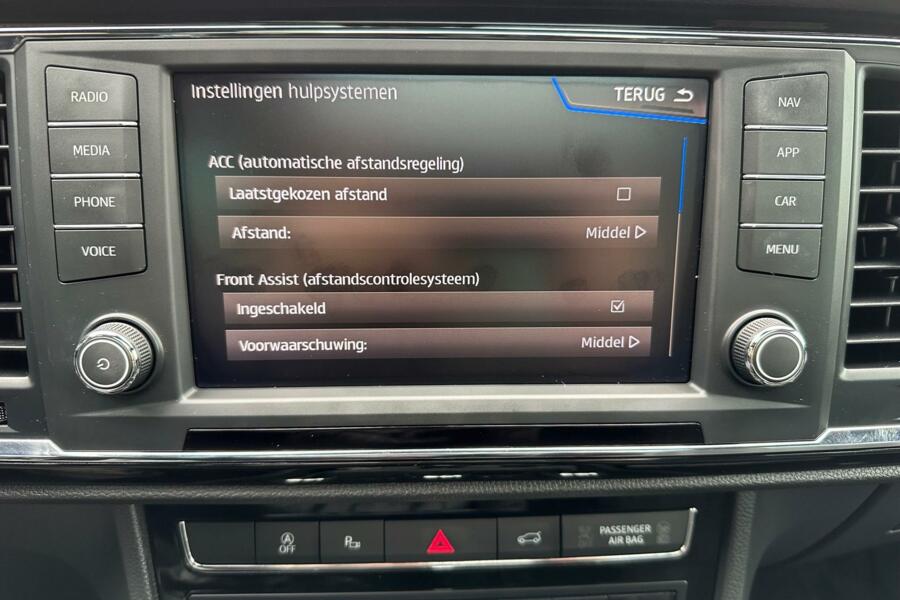 Instellingen hulpsystemen
TERUG
ACC (automatische afstandsregeling)
Laatstgekozen afstand
Afstand: Middel
Front Assist (afstandscontrolesysteem)
Ingeschakeld
Voorwaarschuwing: Middel
RADIO
MEDIA
PHONE
VOICE
NAV
APP
CAR
MENU
A
OFF
P
PASSENGER
AIR BAG